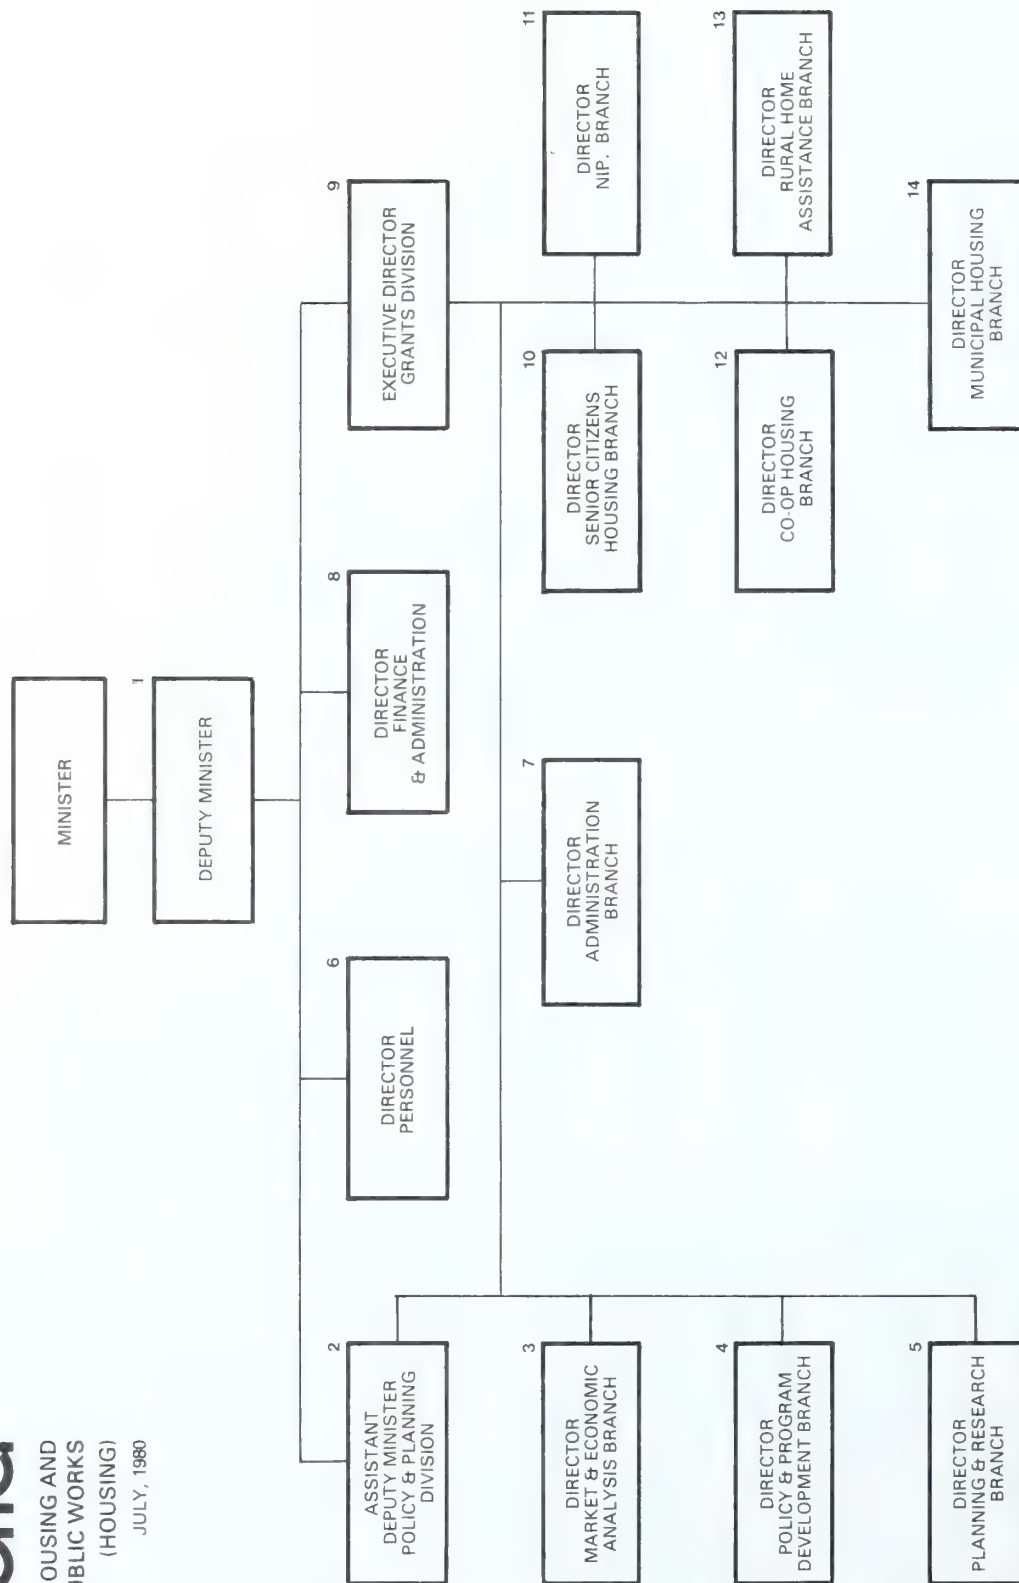 OUSING AND
BLIC WORKS
(HOUSING)
JULY, 1980
MINISTER
1
DEPUTY MINISTER
2
ASSISTANT
DEPUTY MINISTER
POLICY & PLANNING
DIVISION
6
DIRECTOR
PERSONNEL
8
DIRECTOR
FINANCE
& ADMINISTRATION
9
EXECUTIVE DIRECTOR
GRANTS DIVISION
3
DIRECTOR
MARKET & ECONOMIC
ANALYSIS BRANCH
7
DIRECTOR
ADMINISTRATION
BRANCH
10
DIRECTOR
SENIOR CITIZENS
HOUSING BRANCH
11
DIRECTOR
NIP. BRANCH
4
DIRECTOR
POLICY & PROGRAM
DEVELOPMENT BRANCH
12
DIRECTOR
CO-OP HOUSING
BRANCH
13
DIRECTOR
RURAL HOME
ASSISTANCE BRANCH
5
DIRECTOR
PLANNING & RESEARCH
BRANCH
14
DIRECTOR
MUNICIPAL HOUSING
BRANCH